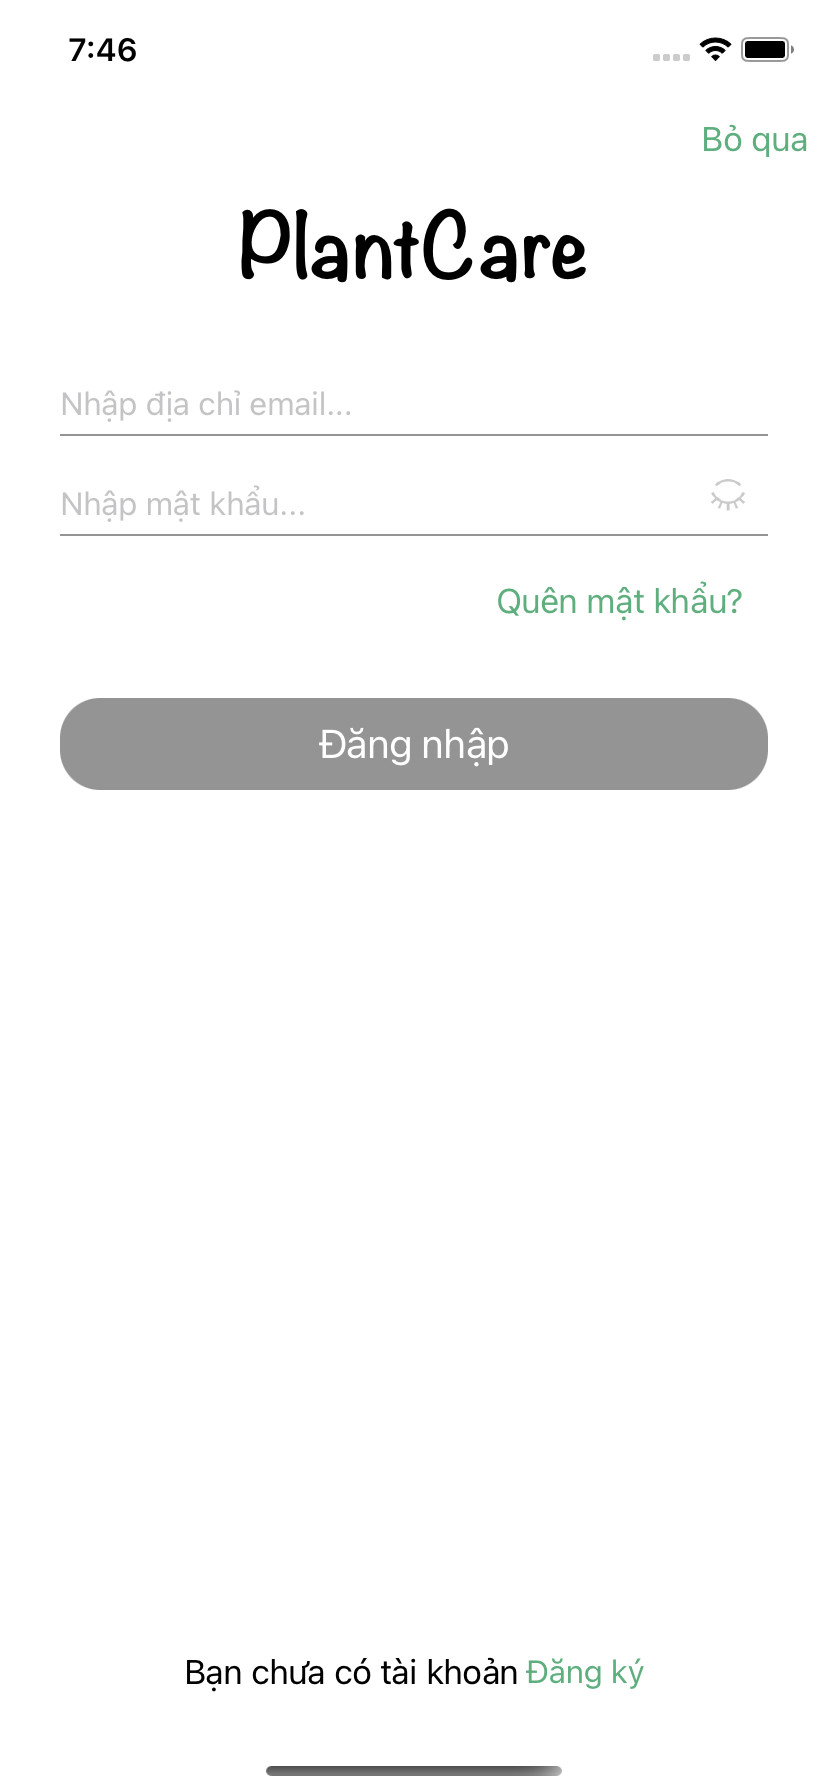 7:46
Bỏ qua
PlantCare
Nhập địa chỉ email...
Nhập mật khẩu...
Quên mật khẩu?
Đăng nhập
Bạn chưa có tài khoản Đăng ký